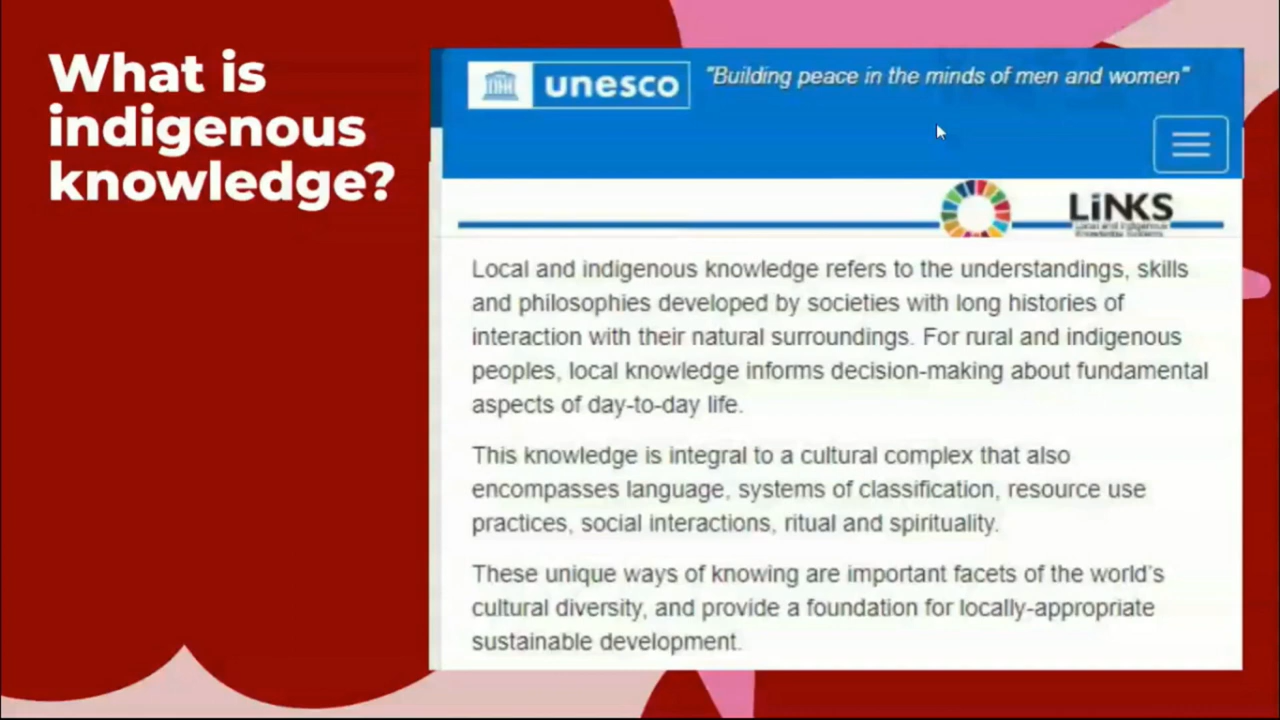 What is
indigenous
knowledge?
unesco
"Building peace in the minds of men and women"
LiNKS
Local and Indigenous
Knowledge Systems
Local and indigenous knowledge refers to the understandings, skills
and philosophies developed by societies with long histories of
interaction with their natural surroundings. For rural and indigenous
peoples, local knowledge informs decision-making about fundamental
aspects of day-to-day life.
This knowledge is integral to a cultural complex that also
encompasses language, systems of classification, resource use
practices, social interactions, ritual and spirituality.
These unique ways of knowing are important facets of the world's
cultural diversity, and provide a foundation for locally-appropriate
sustainable development.